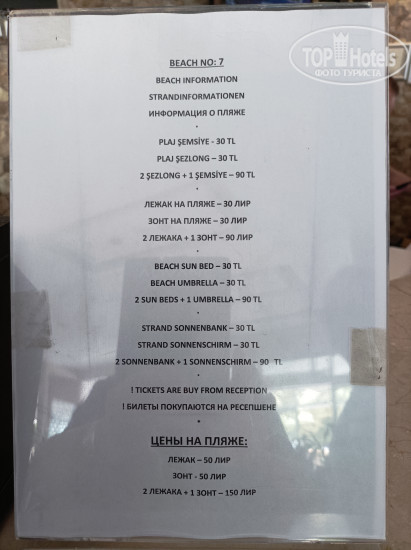 TOP Hotels
ФОТО ТУРИСТА
BEACH NO: 7
BEACH INFORMATION
STRANDINFORMATIONEN
ИНФОРМАЦИЯ О ПЛЯЖЕ
*
PLAJ ŞEMSİYE - 30 TL
PLAJ ŞEZLONG – 30 TL
2 ŞEZLONG + 1 ŞEMSİYE – 90 TL
*
ЛЕЖАК НА ПЛЯЖЕ – 30 ЛИР
ЗОНТ НА ПЛЯЖЕ – 30 ЛИР
2 ЛЕЖАКА + 1 ЗОНТ – 90 ЛИР
*
BEACH SUN BED – 30 TL
BEACH UMBRELLA – 30 TL
2 SUN BEDS + 1 UMBRELLA – 90 TL
*
STRAND SONNENBANK – 30 TL
STRAND SONNENSCHIRM – 30 TL
2 SONNENBANK + 1 SONNENSCHIRM – 90 TL
*
! TICKETS ARE BUY FROM RECEPTION
! БИЛЕТЫ ПОКУПАЮТСЯ НА РЕСЕПШЕНЕ
*
ЦЕНЫ НА ПЛЯЖЕ:
ЛЕЖАК – 50 ЛИР
ЗОНТ - 50 ЛИР
2 ЛЕЖАКА + 1 ЗОНТ – 150 ЛИР